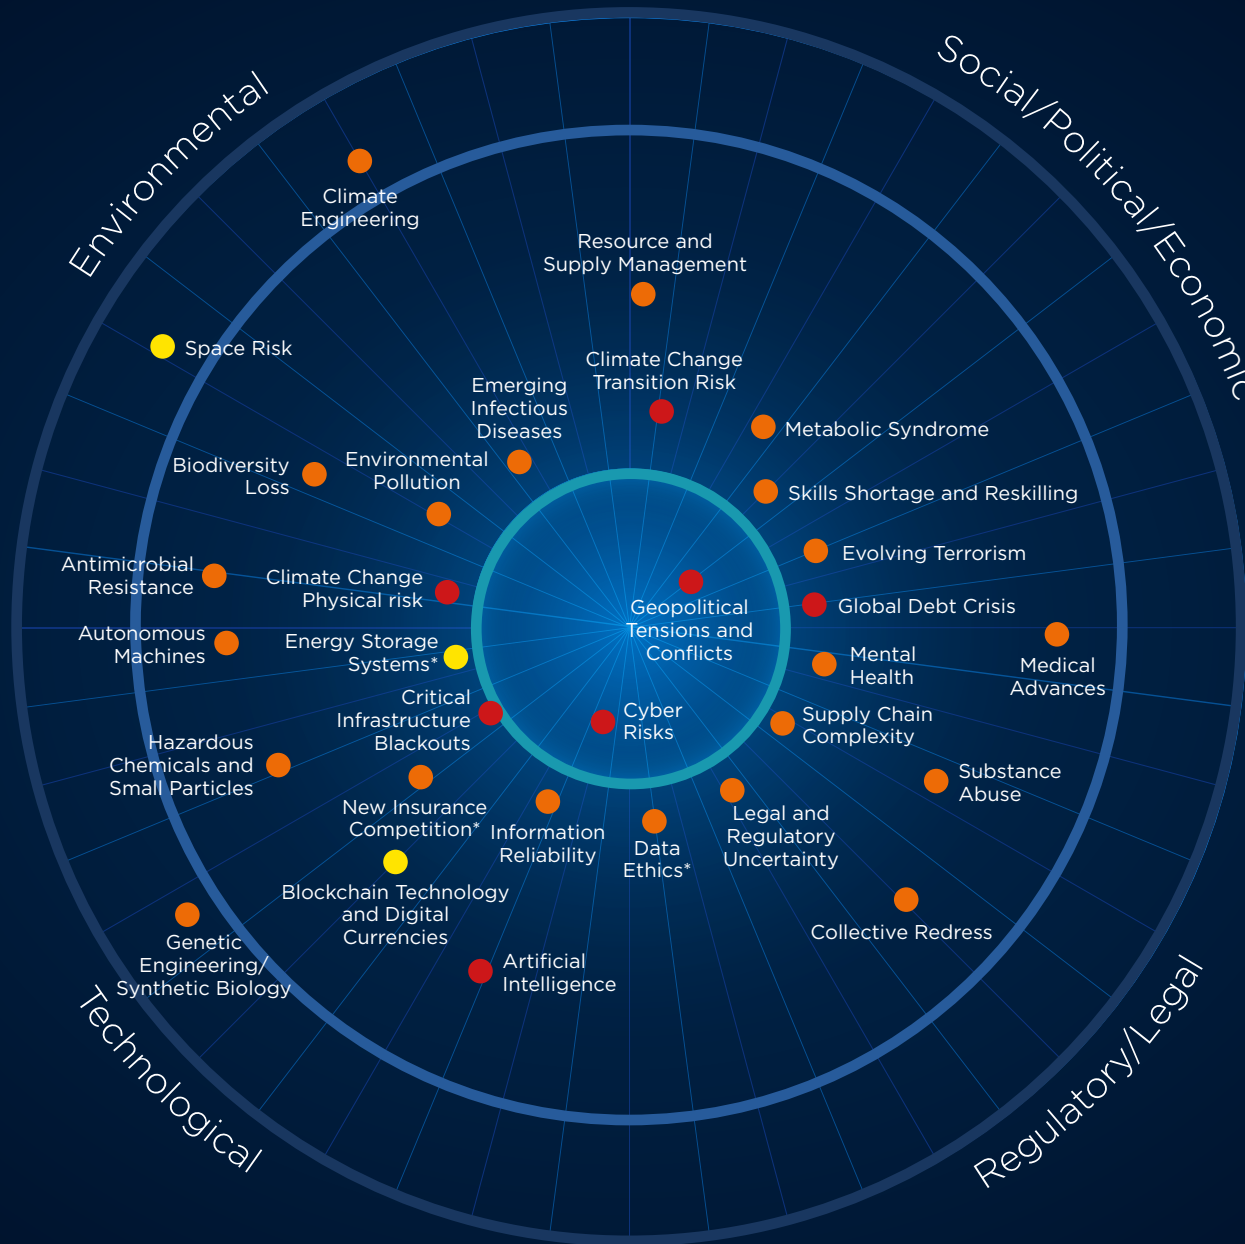 Environmental
Social/Political/Economic
Climate
Engineering
Resource and
Supply Management
Space Risk
Climate Change
Transition Risk
Emerging
Infectious
Diseases
Metabolic Syndrome
Biodiversity
Loss
Environmental
Pollution
Skills Shortage and Reskilling
Antimicrobial
Resistance
Climate Change
Physical risk
Evolving Terrorism
Geopolitical
Tensions and
Conflicts
Global Debt Crisis
Autonomous
Machines
Energy Storage
Systems*
Mental
Health
Medical
Advances
Critical
Infrastructure
Blackouts
Cyber
Risks
Supply Chain
Complexity
Hazardous
Chemicals and
Small Particles
Substance
Abuse
New Insurance
Competition*
Information
Reliability
Data
Ethics*
Legal and
Regulatory
Uncertainty
Blockchain Technology
and Digital
Currencies
Collective Redress
Genetic
Engineering/
Synthetic Biology
Artificial
Intelligence
Technological
Regulatory/Legal